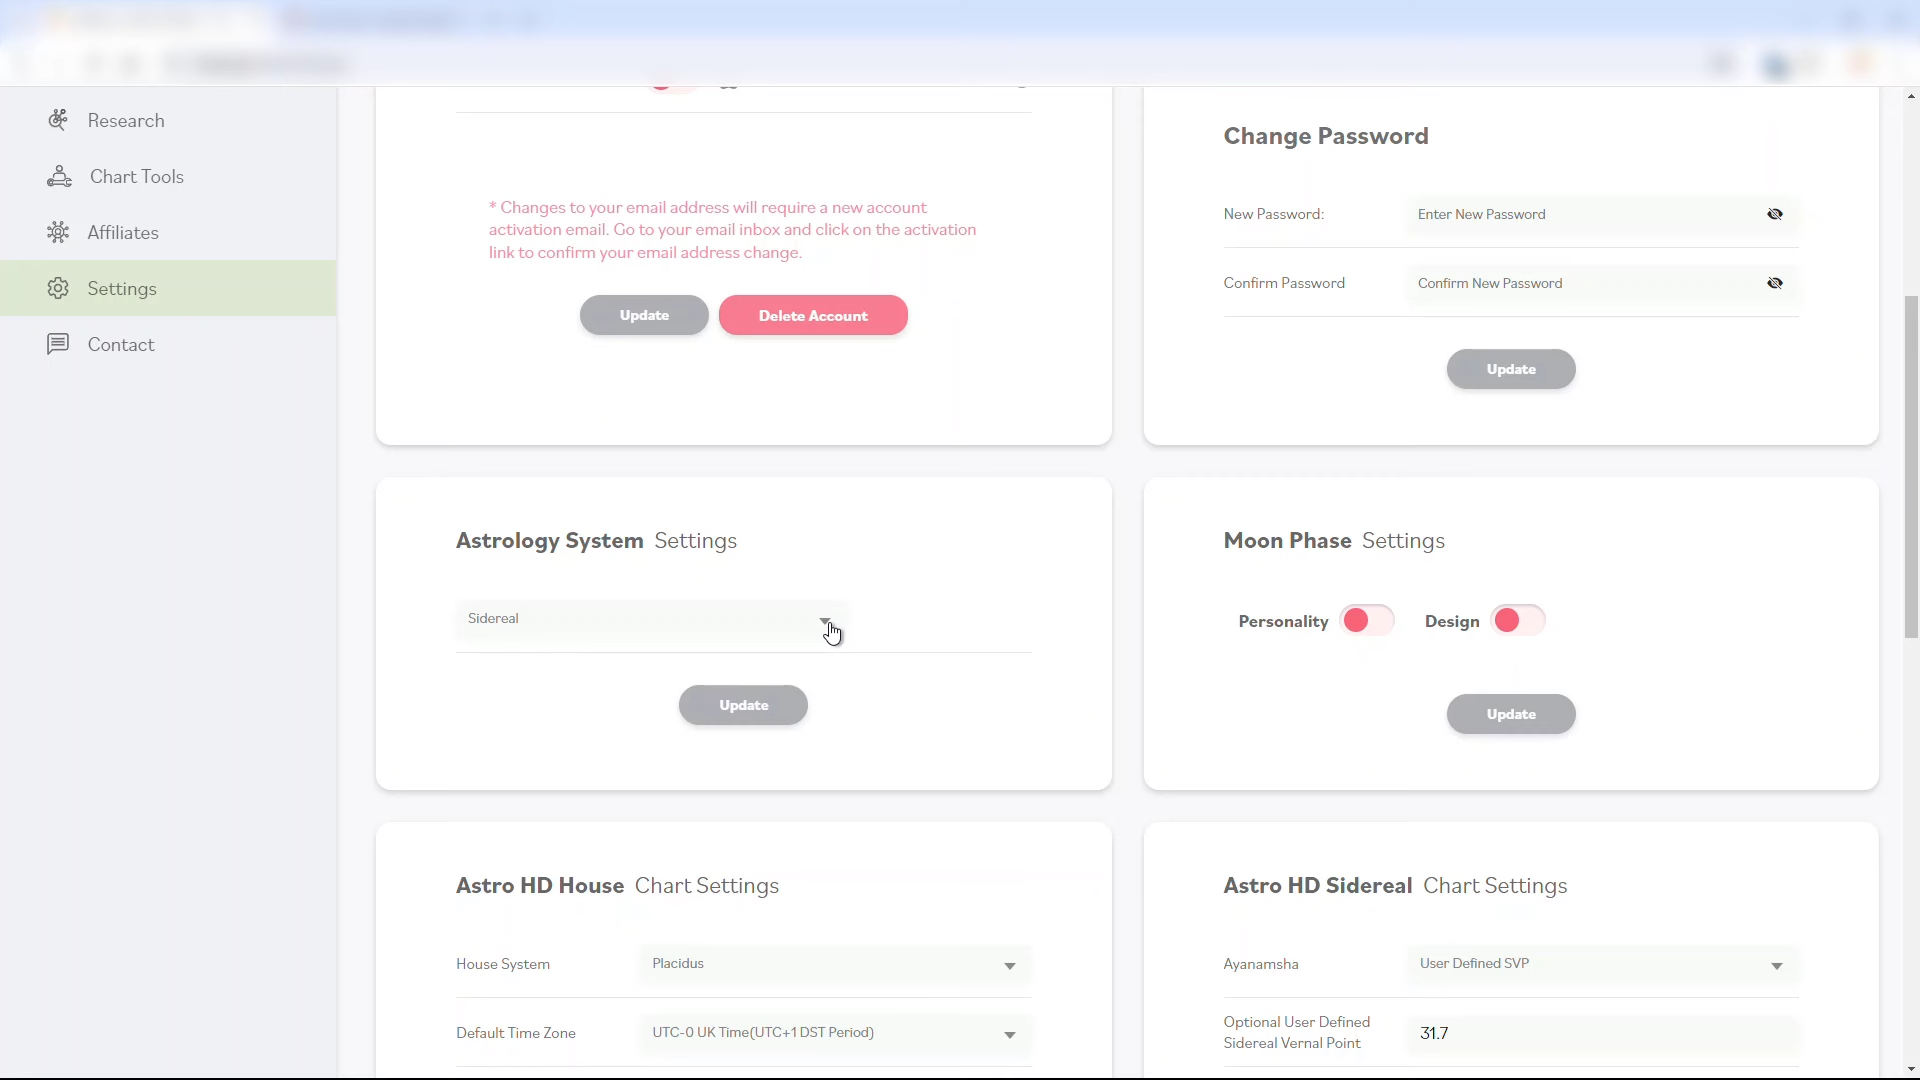 Research
Chart Tools
Affiliates
Settings
Contact
* Changes to your email address will require a new account
activation email. Go to your email inbox and click on the activation
link to confirm your email address change.
Update
Delete Account
Change Password
New Password:
Enter New Password
Confirm Password
Confirm New Password
Update
Astrology System Settings
Sidereal
Update
Moon Phase Settings
Personality
Design
Update
Astro HD House Chart Settings
House System
Placidus
Default Time Zone
UTC-0 UK Time(UTC+1 DST Period)
Astro HD Sidereal Chart Settings
Ayanamsha
User Defined SVP
Optional User Defined
Sidereal Vernal Point
31.7